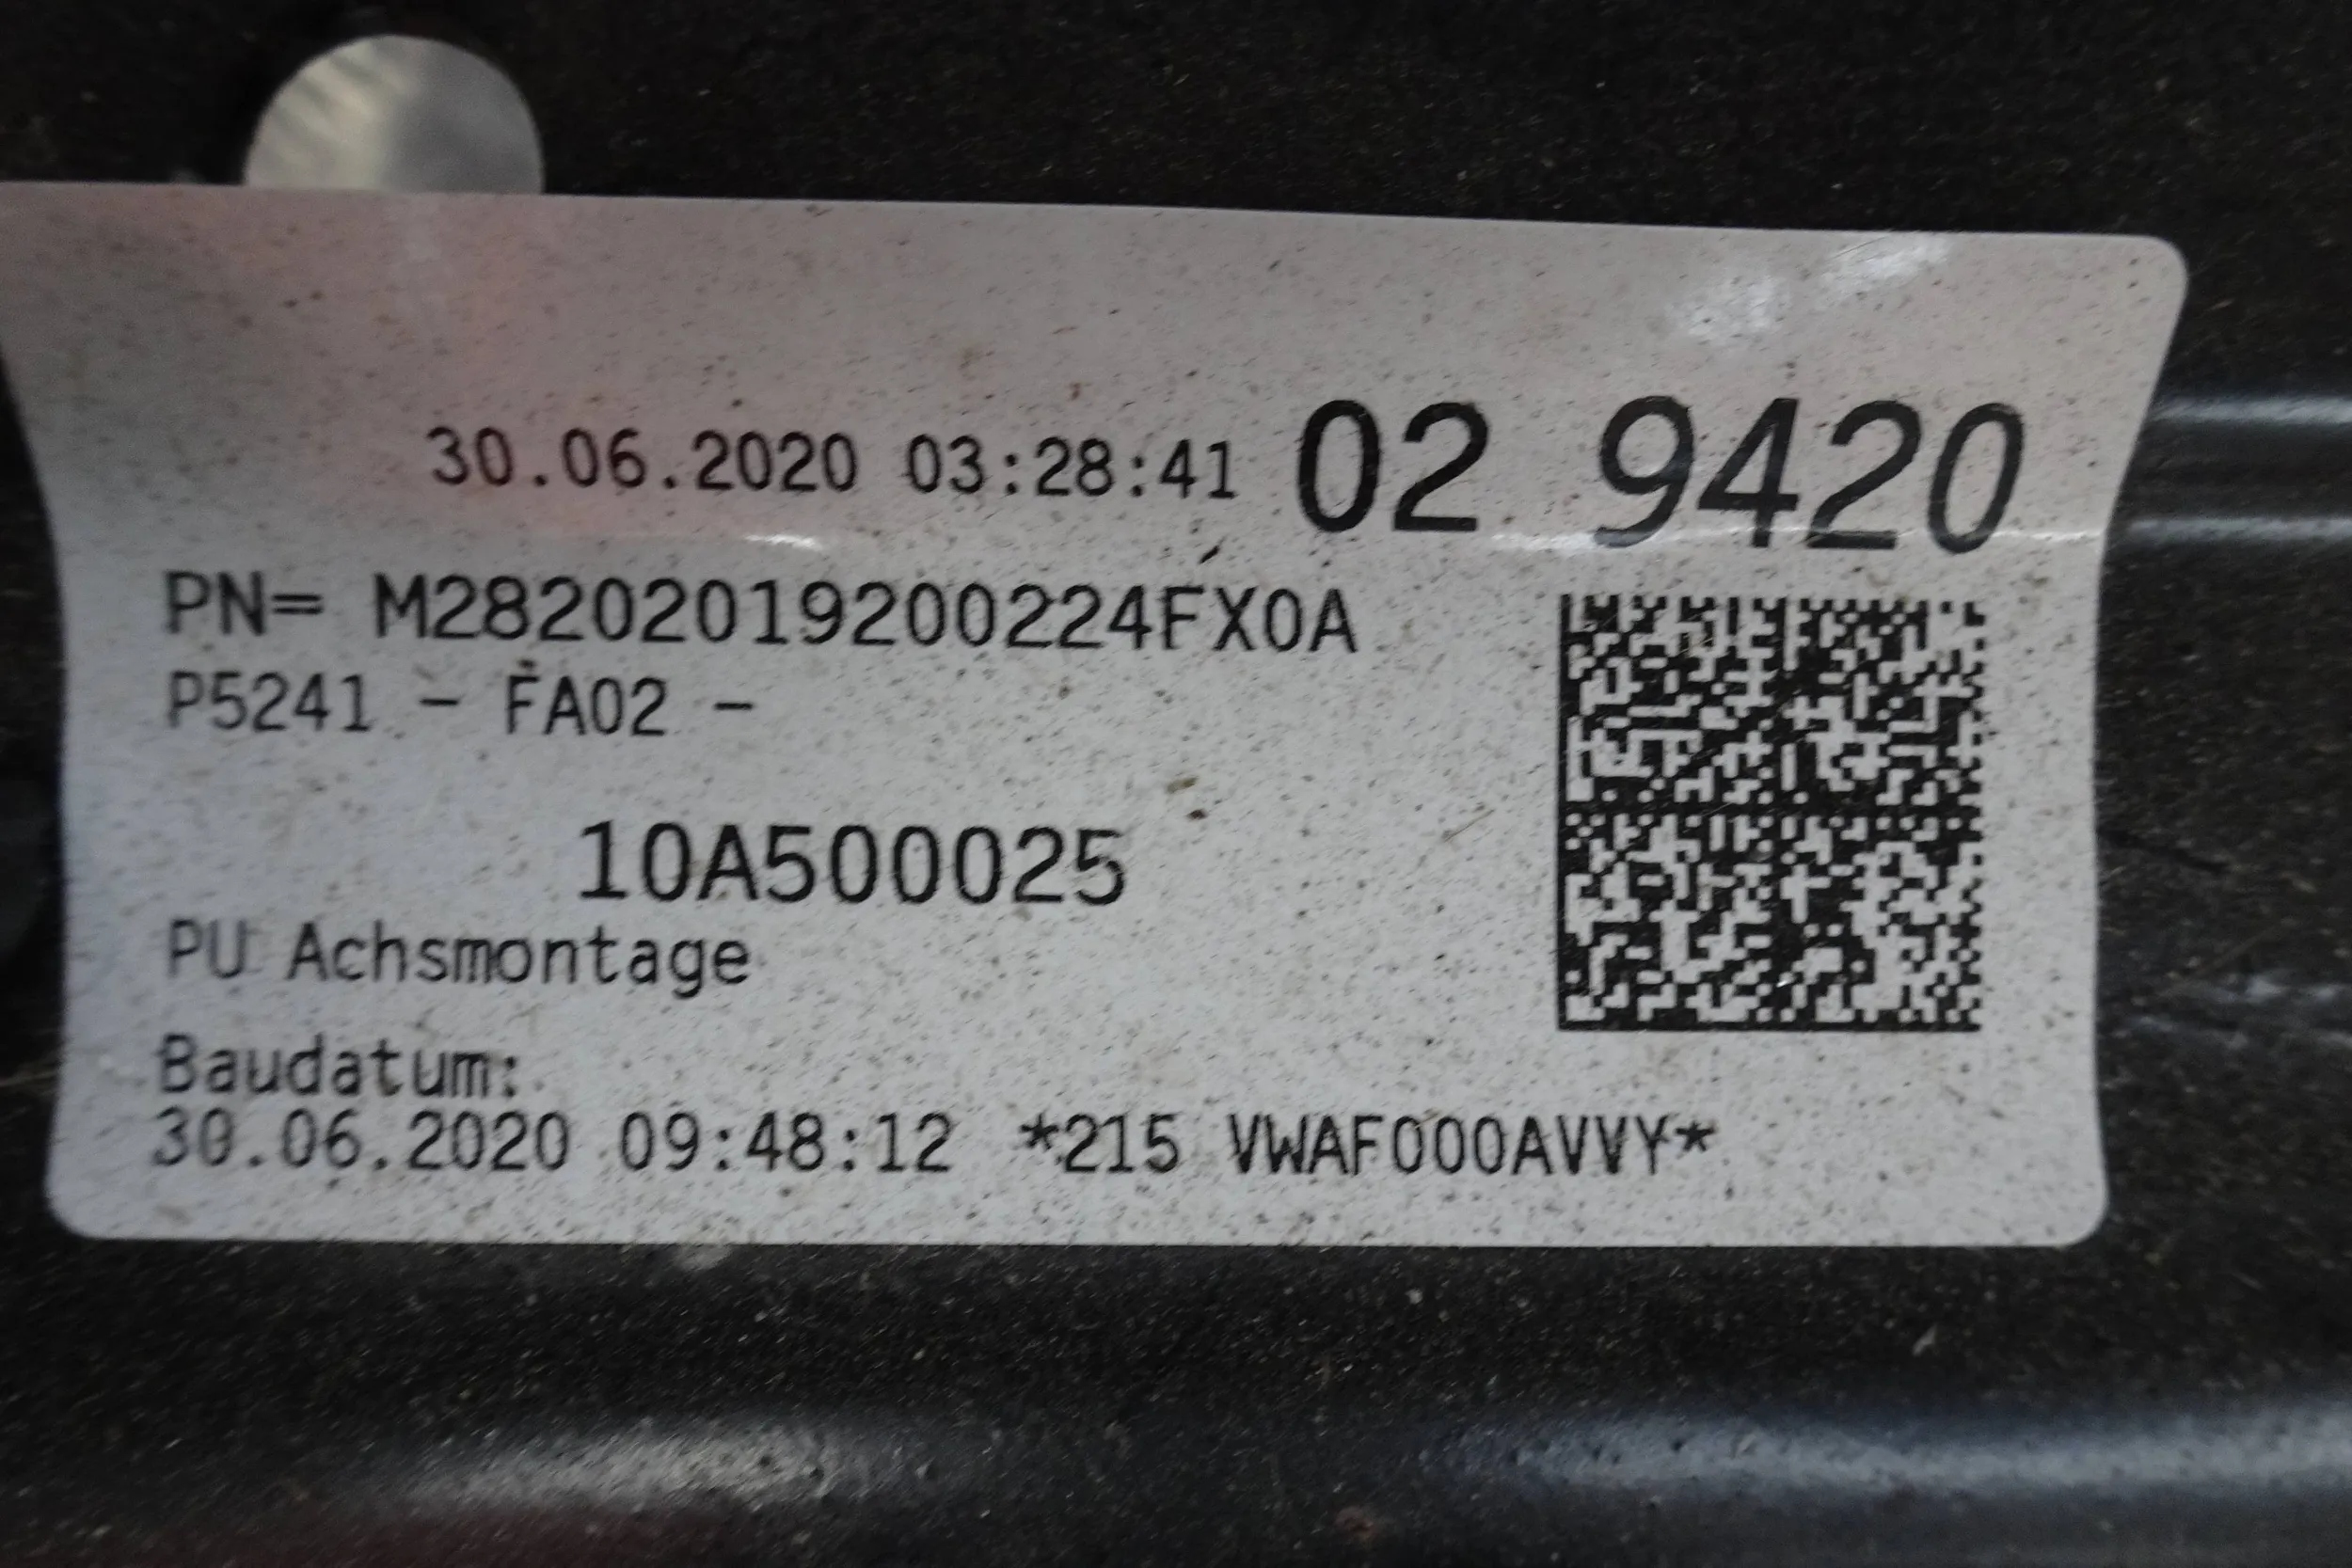 30.06.2020 03:28:41 02 9420
PN= M28202019200224FX0A
P5241 - FA02 -
10A500025
PU Achsmontage
Baudatum:
30.06.2020 09:48:12 *215 VWAF000AVVY*